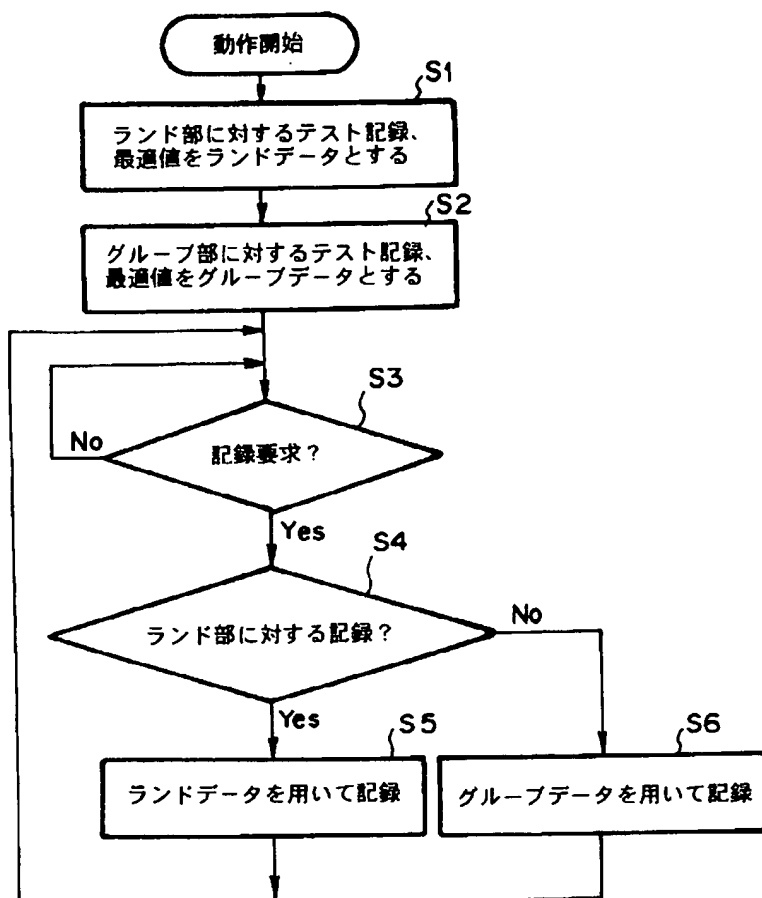 動作開始
S1
ランド部に対するテスト記録、
最適値をランドデータとする
S2
グルーブ部に対するテスト記録、
最適値をグルーブデータとする
S3
記録要求?
No
Yes
S4
ランド部に対する記録?
No
Yes
S5
ランドデータを用いて記録
S6
グルーブデータを用いて記録